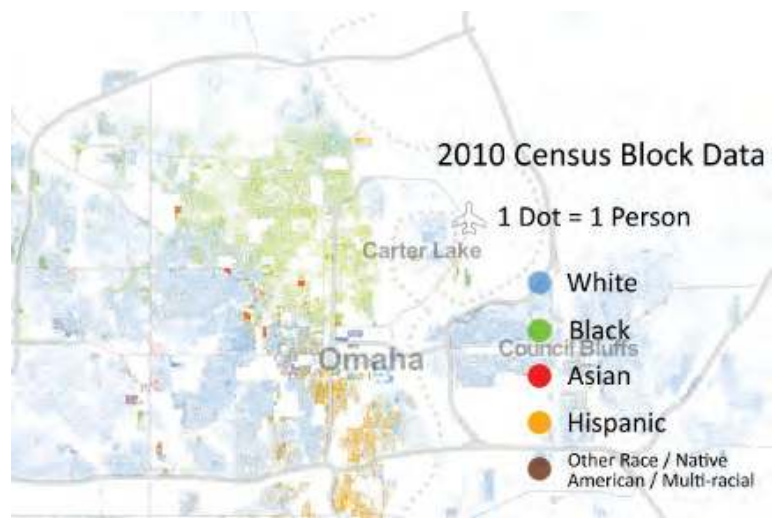 2010 Census Block Data
1 Dot = 1 Person
Carter Lake
White
Black
Council Bluffs
Omaha
Asian
Hispanic
Other Race / Native
American / Multi-racial